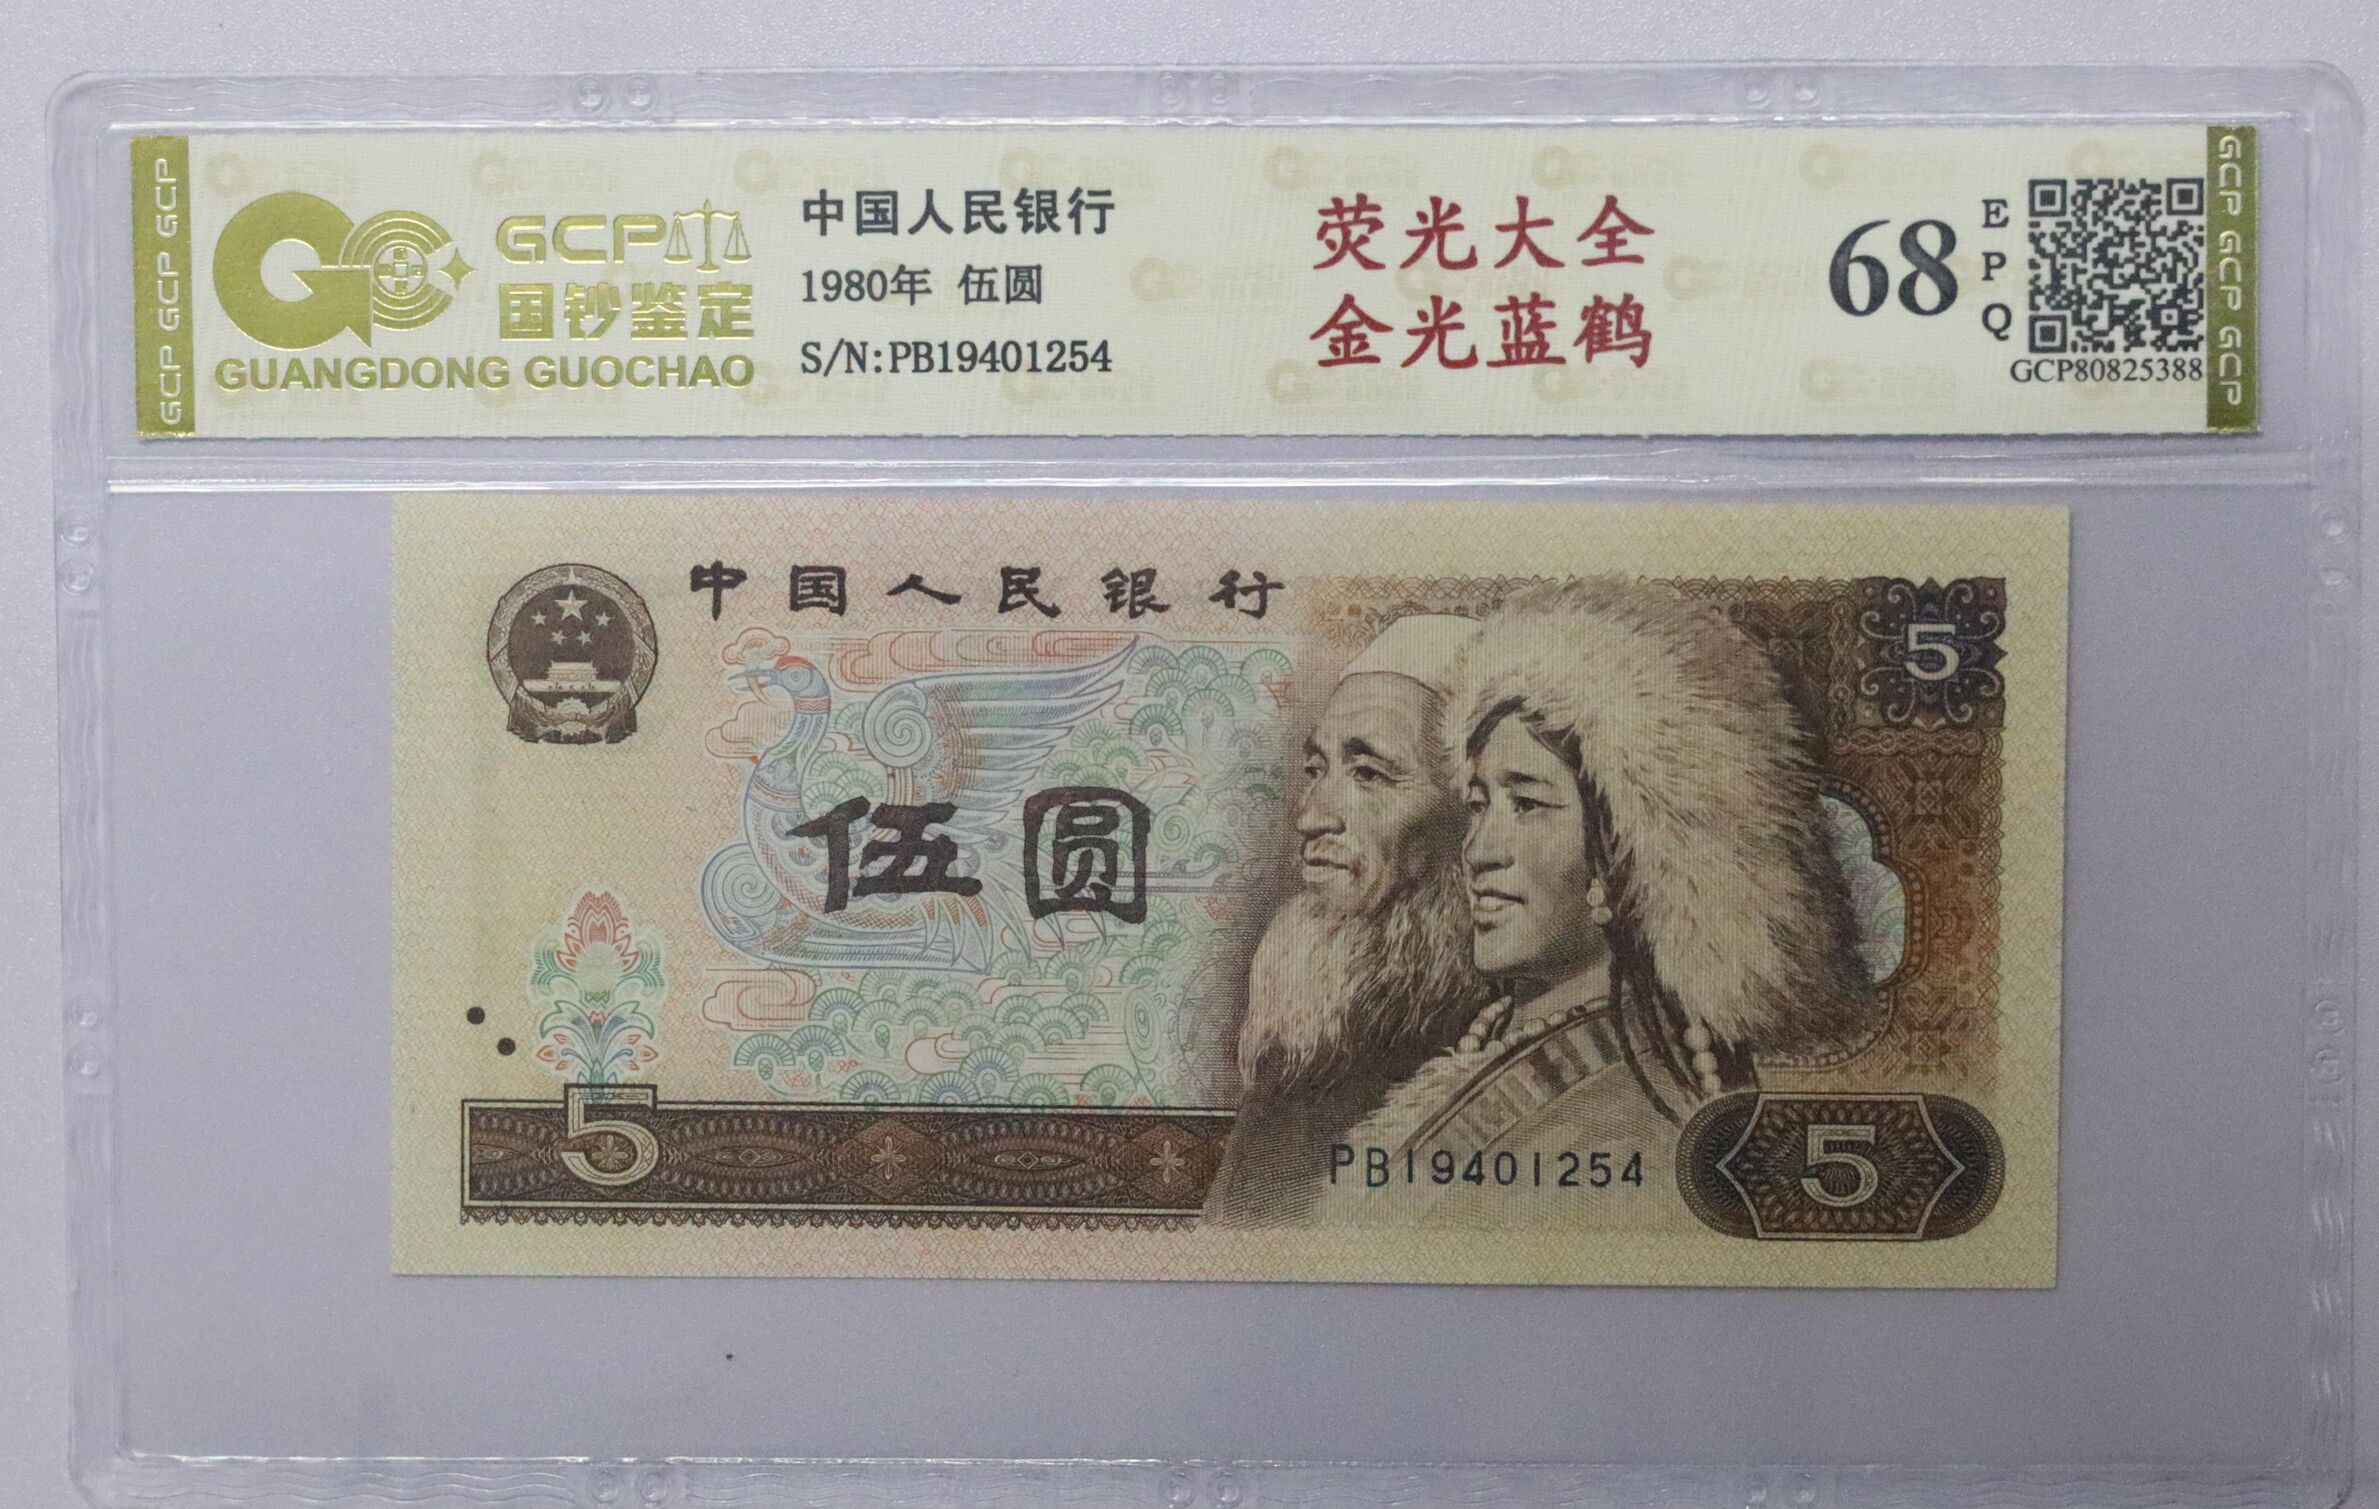 GCP GCP GCP
GCP
国钞鉴定
GUANGDONG GUOCHAO
中国人民银行
1980年 伍圆
S/N:PB19401254
荧光大全
金光蓝鹤
68
EPQ
GCP80825388
GCP GCP GCP
中国人民银行
5
伍圆
5
PB19401254
5